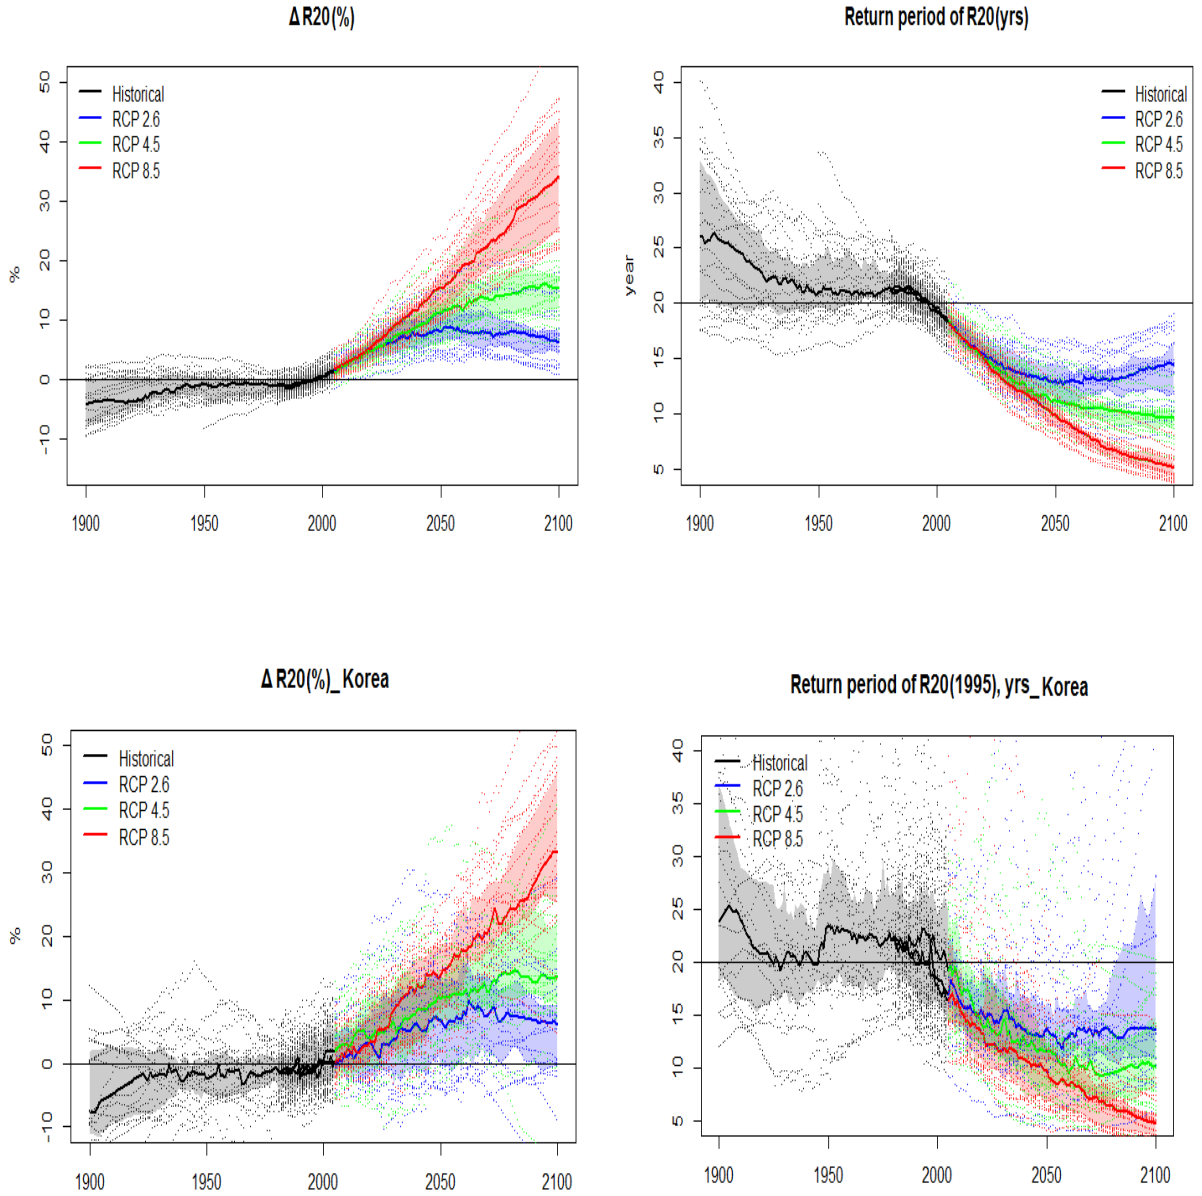 Δ R20(%)
50
40
30
20
10
0
-10
%
Historical
RCP 2.6
RCP 4.5
RCP 8.5
1900 1950 2000 2050 2100
Return period of R20(yrs)
40
35
30
25
20
15
10
5
year
Historical
RCP 2.6
RCP 4.5
RCP 8.5
1900 1950 2000 2050 2100
Δ R20(%)_Korea
50
40
30
20
10
0
-10
%
Historical
RCP 2.6
RCP 4.5
RCP 8.5
1900 1950 2000 2050 2100
Return period of R20(1995), yrs_Korea
40
35
30
25
20
15
10
5
Historical
RCP 2.6
RCP 4.5
RCP 8.5
1900 1950 2000 2050 2100